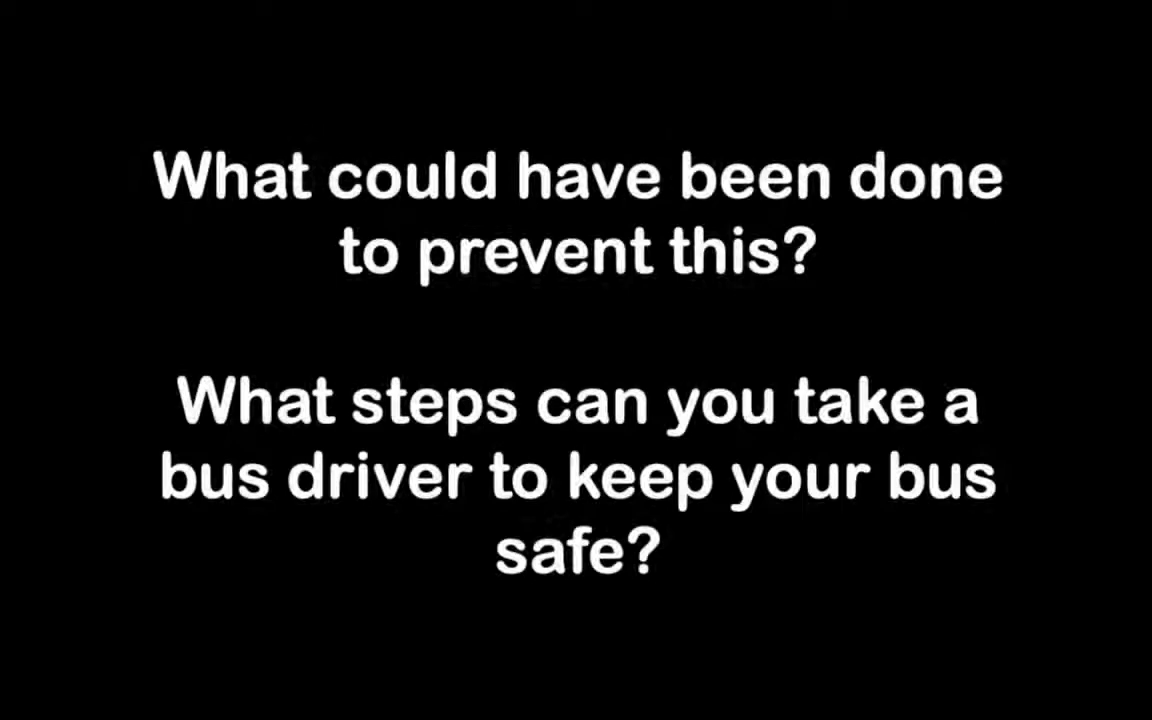 What could have been done
to prevent this?
What steps can you take a
bus driver to keep your bus
safe?